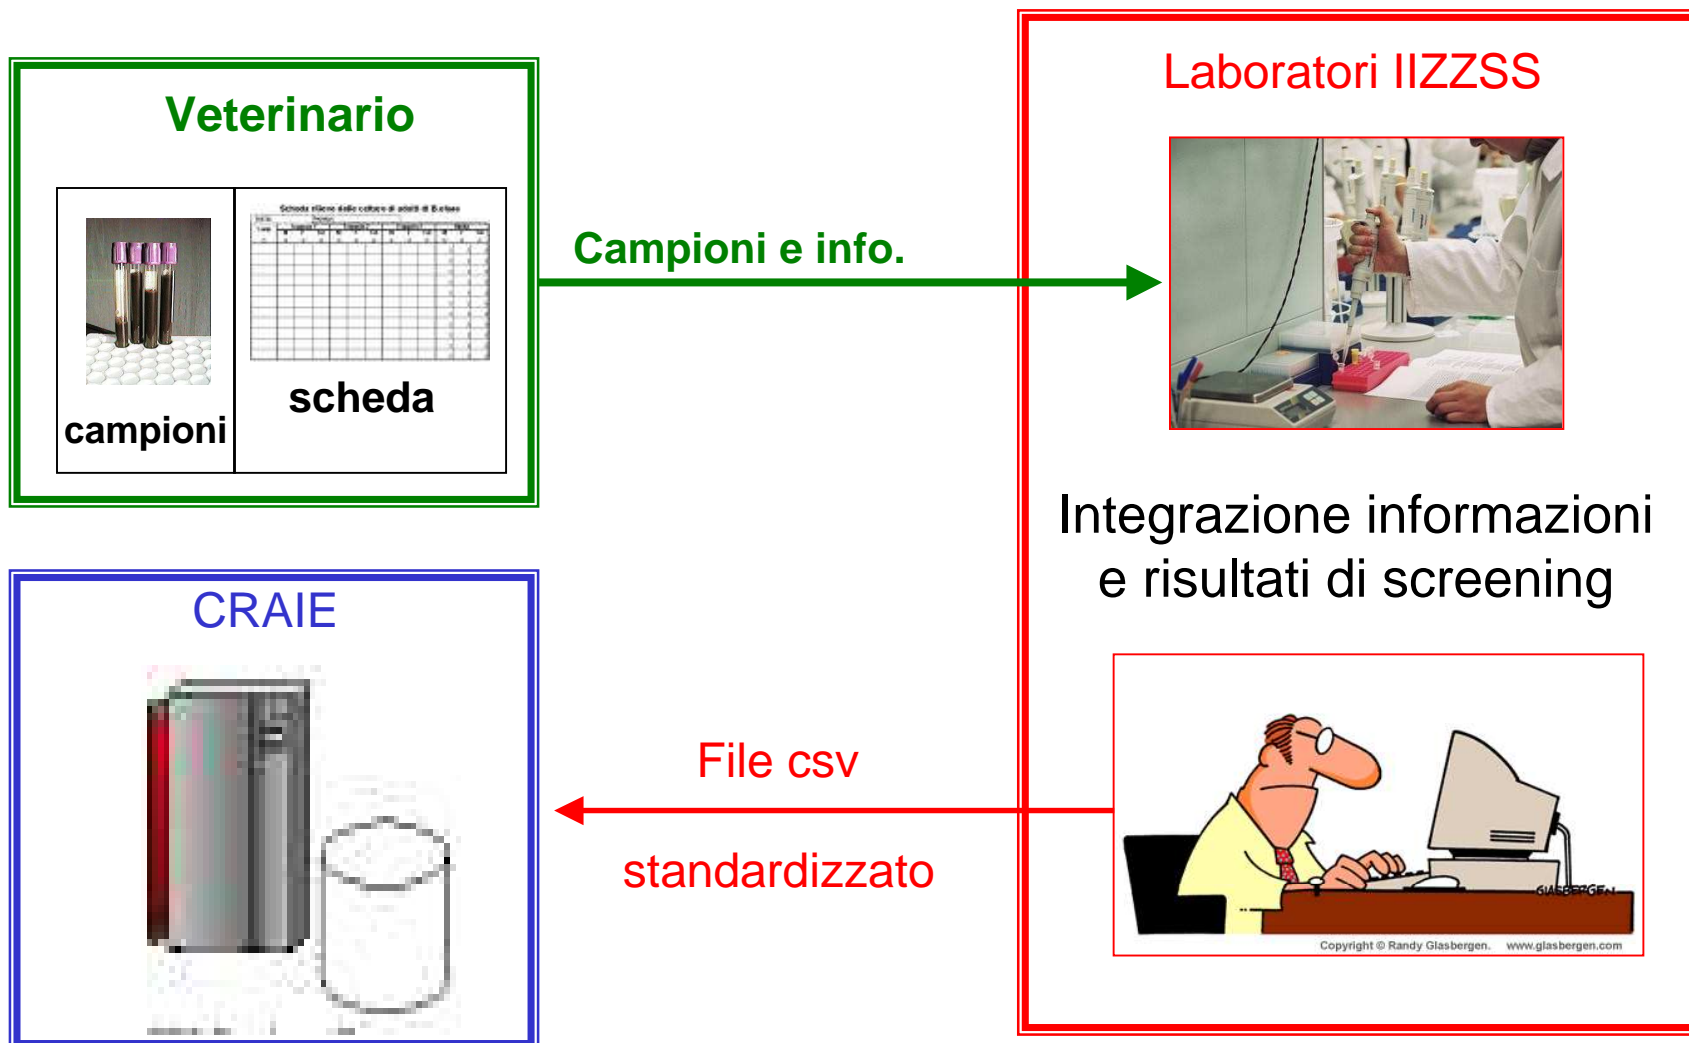 Veterinario
campioni
scheda
Campioni e info.
Laboratori IIZZSS
Integrazione informazioni
e risultati di screening
CRAIE
File csv
standardizzato
GLASBERGEN
Copyright © Randy Glasbergen. www.glasbergen.com